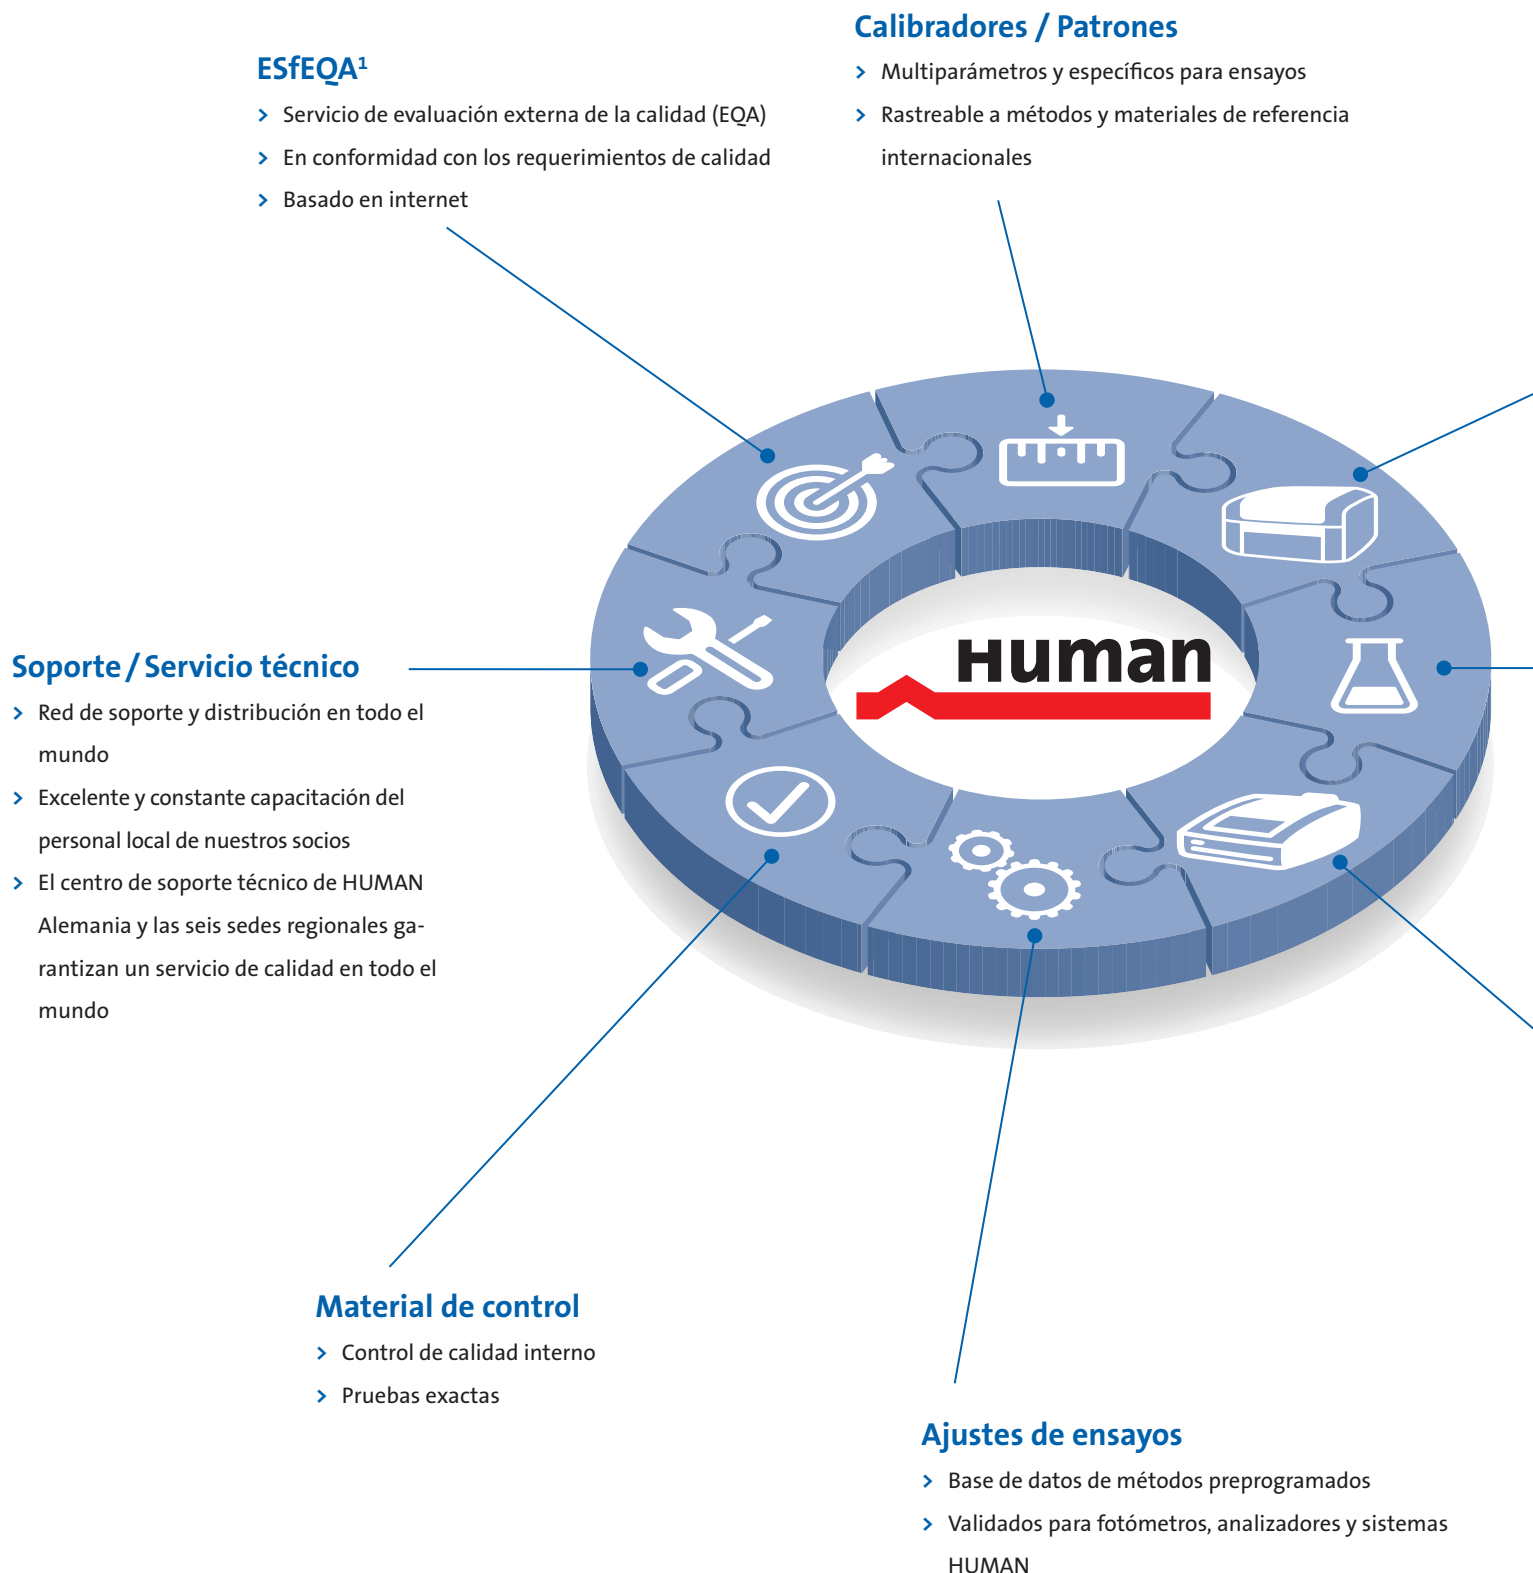 Calibradores / Patrones
> Multiparámetros y específicos para ensayos
> Rastreable a métodos y materiales de referencia
internacionales
ESfEQA¹
> Servicio de evaluación externa de la calidad (EQA)
> En conformidad con los requerimientos de calidad
> Basado en internet
Human
Soporte / Servicio técnico
> Red de soporte y distribución en todo el
mundo
> Excelente y constante capacitación del
personal local de nuestros socios
> El centro de soporte técnico de HUMAN
Alemania y las seis sedes regionales ga-
rantizan un servicio de calidad en todo el
mundo
Material de control
> Control de calidad interno
> Pruebas exactas
Ajustes de ensayos
> Base de datos de métodos preprogramados
> Validados para fotómetros, analizadores y sistemas
HUMAN